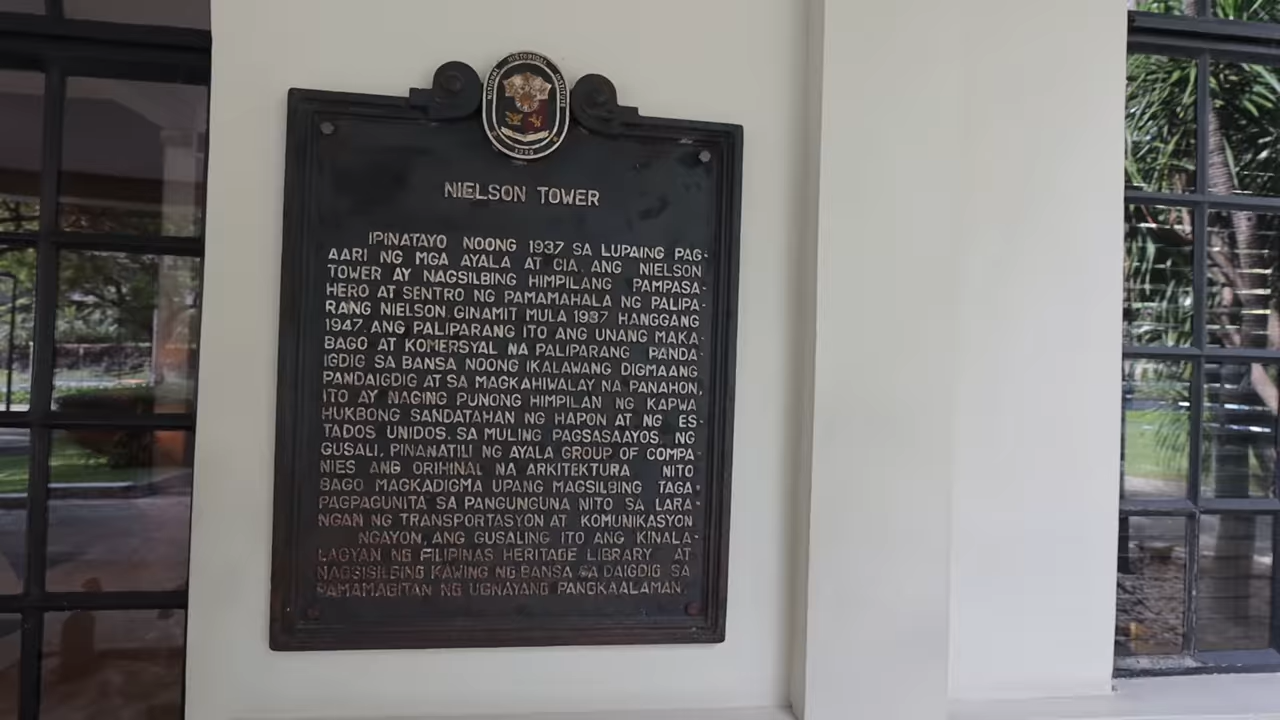 NATIONAL HISTORICAL INSTITUTE
NIELSON TOWER
IPINATAYO NOONG 1937 SA LUPAING PAG-
AARI NG MGA AYALA AT CIA. ANG NIELSON
TOWER AY NAGSILBING HIMPILANG PAMPASA-
HERO AT SENTRO NG PAMAMAHALA NG PALIPA-
RANG NIELSON. GINAMIT MULA 1937 HANGGANG
1947. ANG PALIPARANG ITO ANG UNANG MAKA-
BAGO AT KOMERSYAL NA PALIPARANG PANDA-
IGDIG SA BANSA NOONG IKALAWANG DIGMAANG
PANDAIGDIG AT SA MAGKAHIWALAY NA PANAHON,
ITO AY NAGING PUNONG HIMPILAN NG KAPWA
HUKBONG SANDATAHAN NG HAPON AT NG ES-
TADOS UNIDOS. SA MULING PAGSASAAYOS, NG
GUSALI, PINANATILI NG AYALA GROUP OF COMPA-
NIES ANG ORIHINAL NA ARKITEKTURA NITO
BAGO MAGKADIGMA UPANG MAGSILBING TAGA-
PAGPAGUNITA SA PANGUNGUNA NITO SA LARA-
NGAN NG TRANSPORTASYON AT KOMUNIKASYON
NGAYON, ANG GUSALING ITO ANG KINALA-
LAGYAN NG FILIPINAS HERITAGE LIBRARY AT
NAGSISILBING KAWING NG BANSA SA DAIGDIG SA
PAMAMAGITAN NG UGNAYANG PANGKAALAMAN.